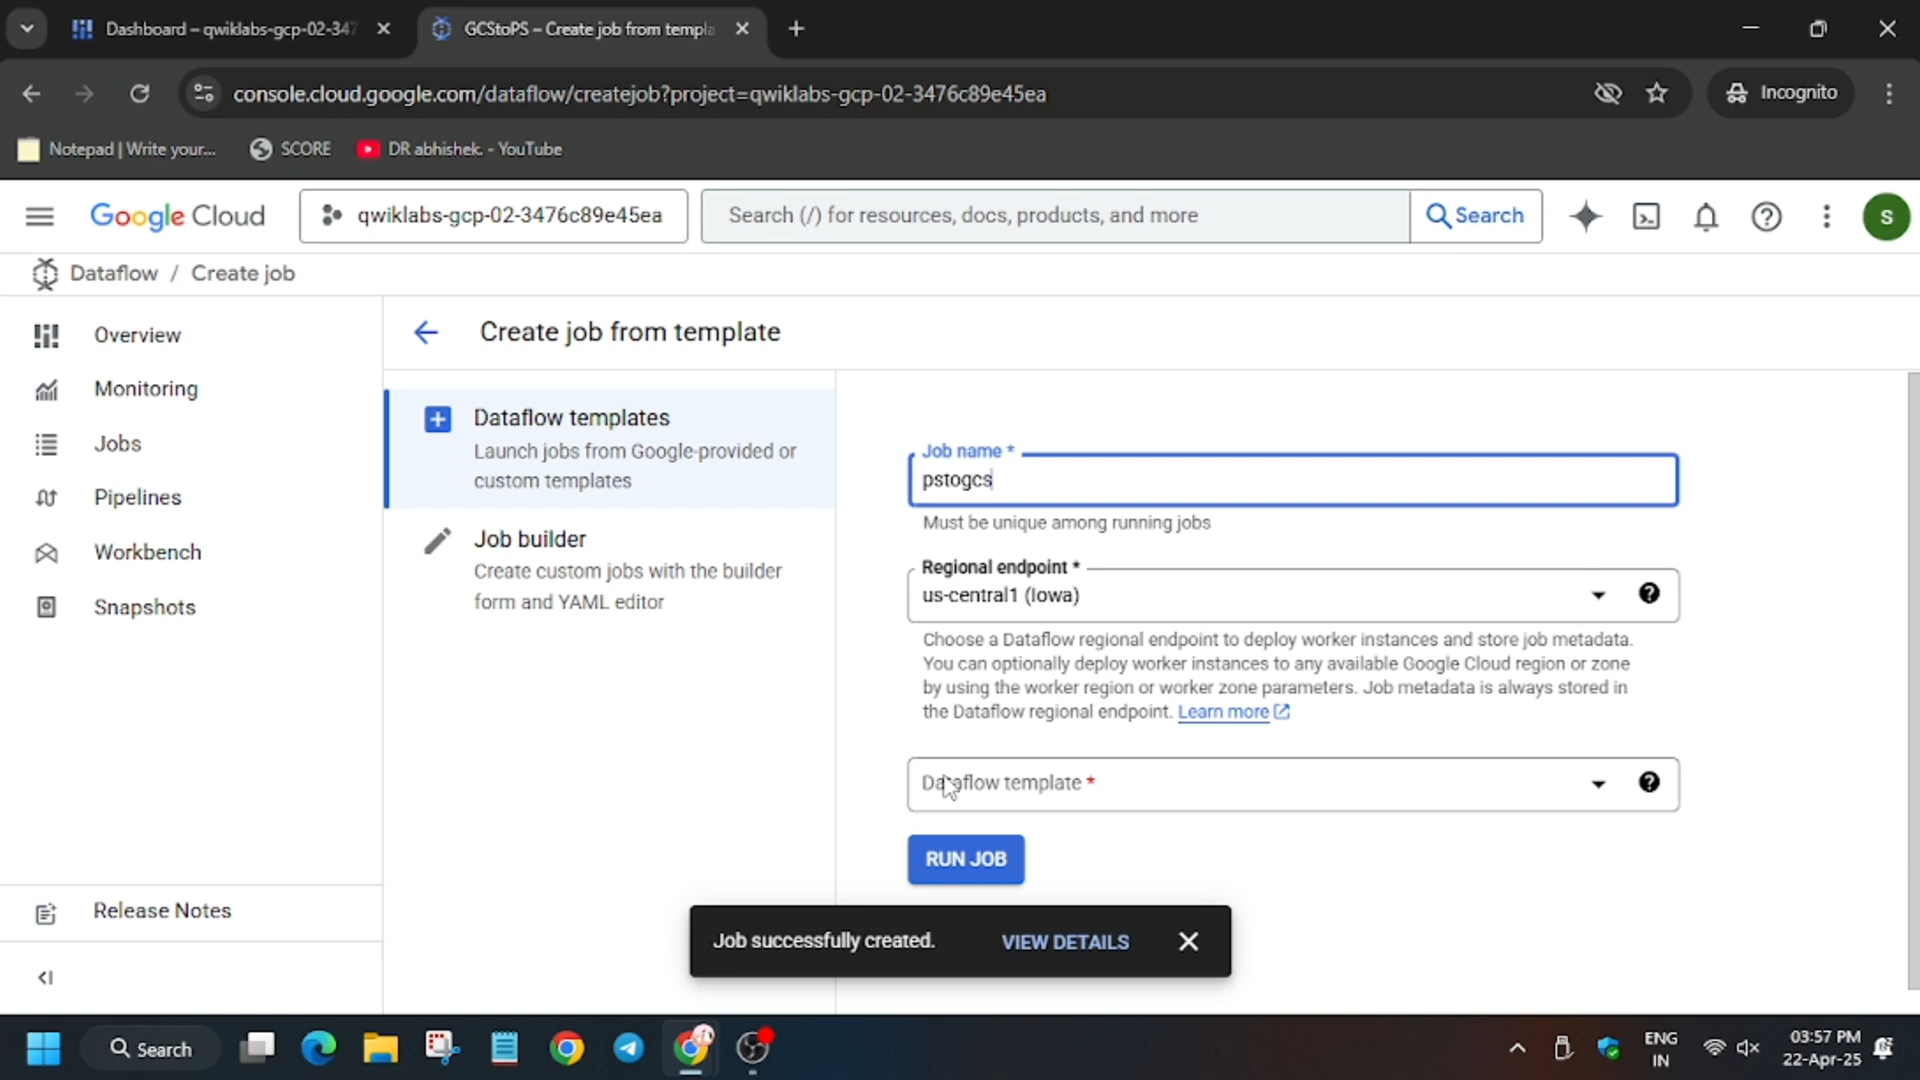 Dashboard – qwiklabs-gcp-02-347
GCStoPS – Create job from templa
console.cloud.google.com/dataflow/createjob?project=qwiklabs-gcp-02-3476c89e45ea
Incognito
Notepad | Write your...
SCORE
DR abhishek. - YouTube
Google Cloud
qwiklabs-gcp-02-3476c89e45ea
Search (/) for resources, docs, products, and more
Search
S
Dataflow / Create job
Overview
Monitoring
Jobs
Pipelines
Workbench
Snapshots
Release Notes
Create job from template
Dataflow templates
Launch jobs from Google-provided or
custom templates
Job builder
Create custom jobs with the builder
form and YAML editor
Job name *
pstogcs
Must be unique among running jobs
Regional endpoint *
us-central1 (Iowa)
Choose a Dataflow regional endpoint to deploy worker instances and store job metadata.
You can optionally deploy worker instances to any available Google Cloud region or zone
by using the worker region or worker zone parameters. Job metadata is always stored in
the Dataflow regional endpoint. Learn more
Dataflow template *
RUN JOB
Job successfully created.
VIEW DETAILS
Search
ENG
IN
03:57 PM
22-Apr-25